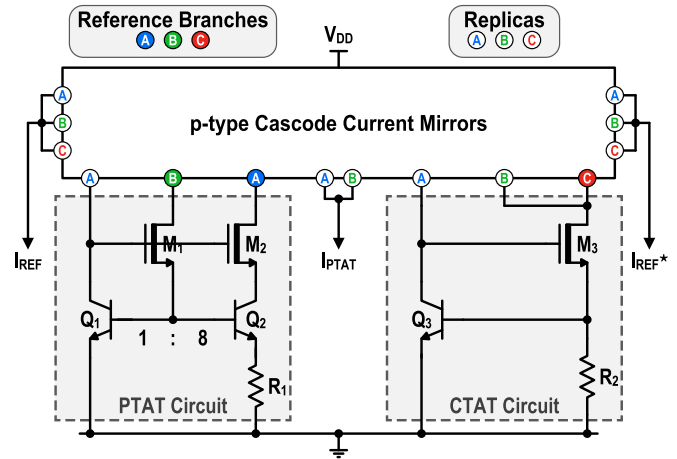 Reference Branches
A B C
Replicas
A B C
VDD
p-type Cascode Current Mirrors
A
B
C
A
B
C
A B A A B A B C
M1
M2
M3
IREF
IPTAT
IREF*
Q1
Q2
Q3
1 : 8
R1
R2
PTAT Circuit
CTAT Circuit